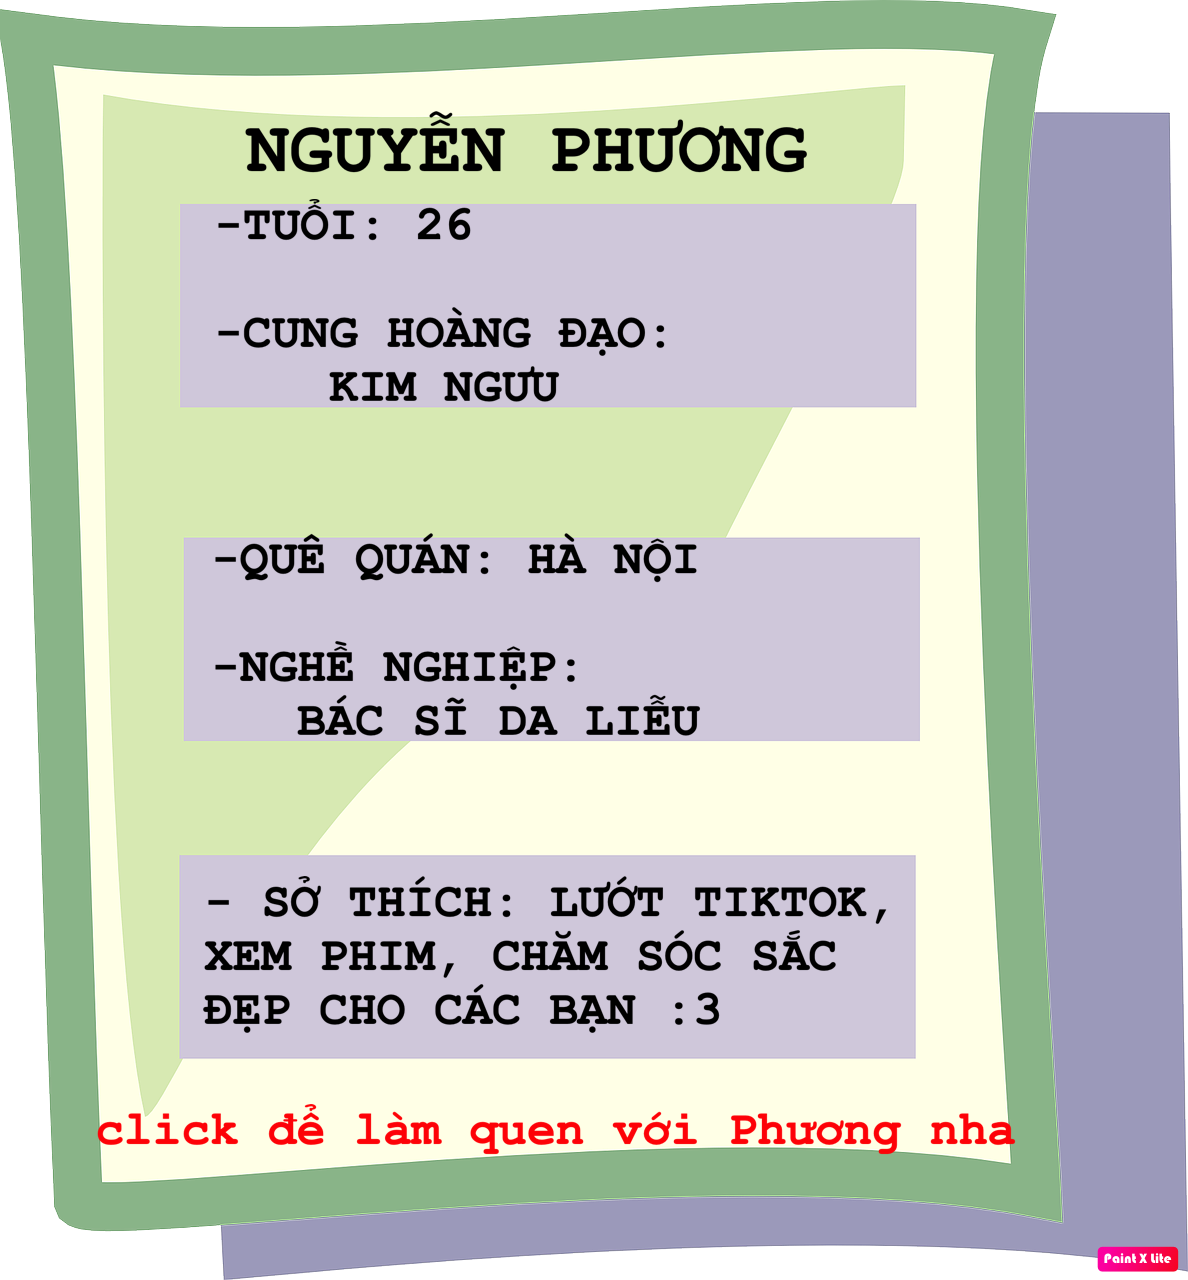 NGUYỄN PHƯƠNG
-TUỔI: 26
-CUNG HOÀNG ĐẠO:
KIM NGƯU
-QUÊ QUÁN: HÀ NỘI
-NGHỀ NGHIỆP:
BÁC SĨ DA LIỄU
- SỞ THÍCH: LƯỚT TIKTOK,
XEM PHIM, CHĂM SÓC SẮC
ĐẸP CHO CÁC BẠN :3
click để làm quen với Phương nha
Paint X Lite